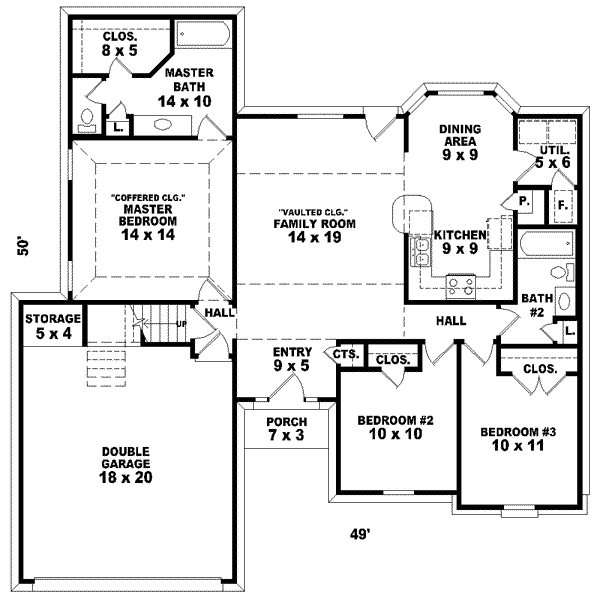 CLOS.
8 x 5
MASTER
BATH
14 x 10
L.
DINING
AREA
9 x 9
UTIL.
5 x 6
"COFFERED CLG."
MASTER
BEDROOM
14 x 14
"VAULTED CLG."
FAMILY ROOM
14 x 19
P.
F.
KITCHEN
9 x 9
50'
BATH
#2
STORAGE
5 x 4
UP
HALL
HALL
L.
ENTRY
9 x 5
CTS.
CLOS.
CLOS.
PORCH
7 x 3
BEDROOM #2
10 x 10
BEDROOM #3
10 x 11
DOUBLE
GARAGE
18 x 20
49'